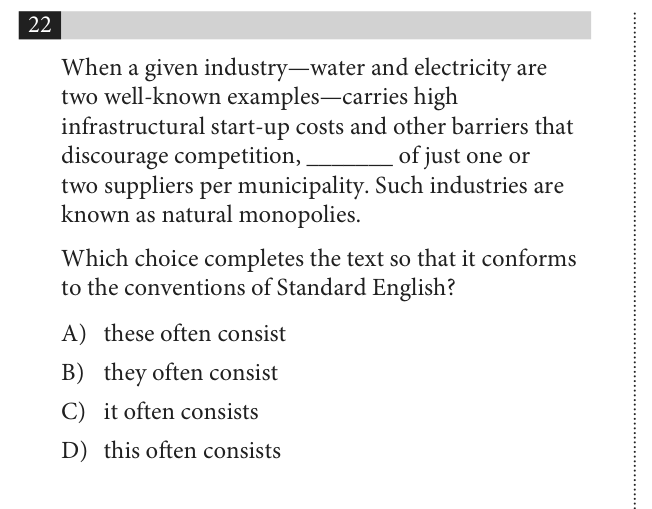 22
When a given industry—water and electricity are
two well-known examples—carries high
infrastructural start-up costs and other barriers that
discourage competition, _______ of just one or
two suppliers per municipality. Such industries are
known as natural monopolies.
Which choice completes the text so that it conforms
to the conventions of Standard English?
A) these often consist
B) they often consist
C) it often consists
D) this often consists